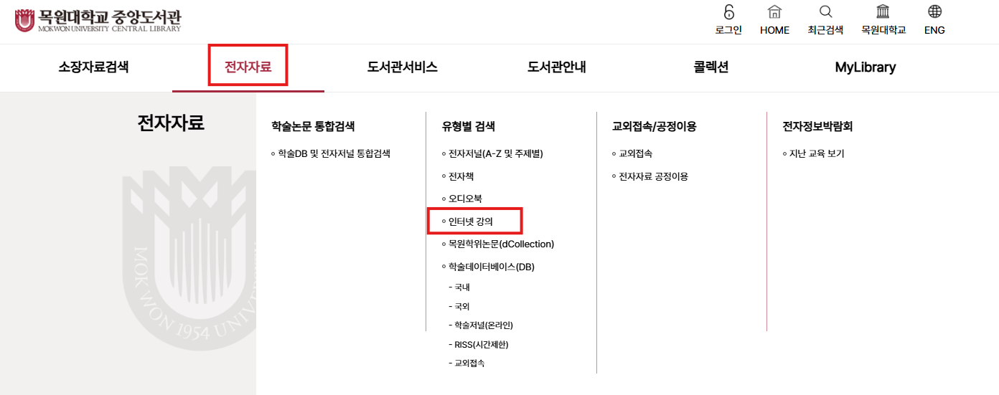 목원대학교 중앙도서관
MOKWON UNIVERSITY CENTRAL LIBRARY
로그인
HOME
최근검색
목원대학교
ENG
소장자료검색
전자자료
도서관서비스
도서관안내
콜렉션
MyLibrary
전자자료
MOK WON 1954 UNIVER
학술논문 통합검색
학술DB 및 전자저널 통합검색
유형별 검색
전자저널(A-Z 및 주제별)
전자책
오디오북
인터넷 강의
목원학위논문(dCollection)
학술데이터베이스(DB)
- 국내
- 국외
- 학술저널(온라인)
- RISS(시간제한)
- 교외접속
교외접속/공정이용
교외접속
전자자료 공정이용
전자정보박람회
지난 교육 보기